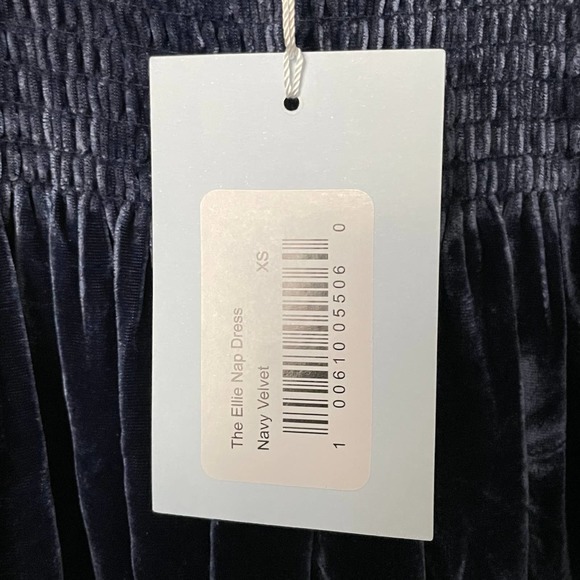 The Ellie Nap Dress
Navy Velvet XS
1 00610 05506 0